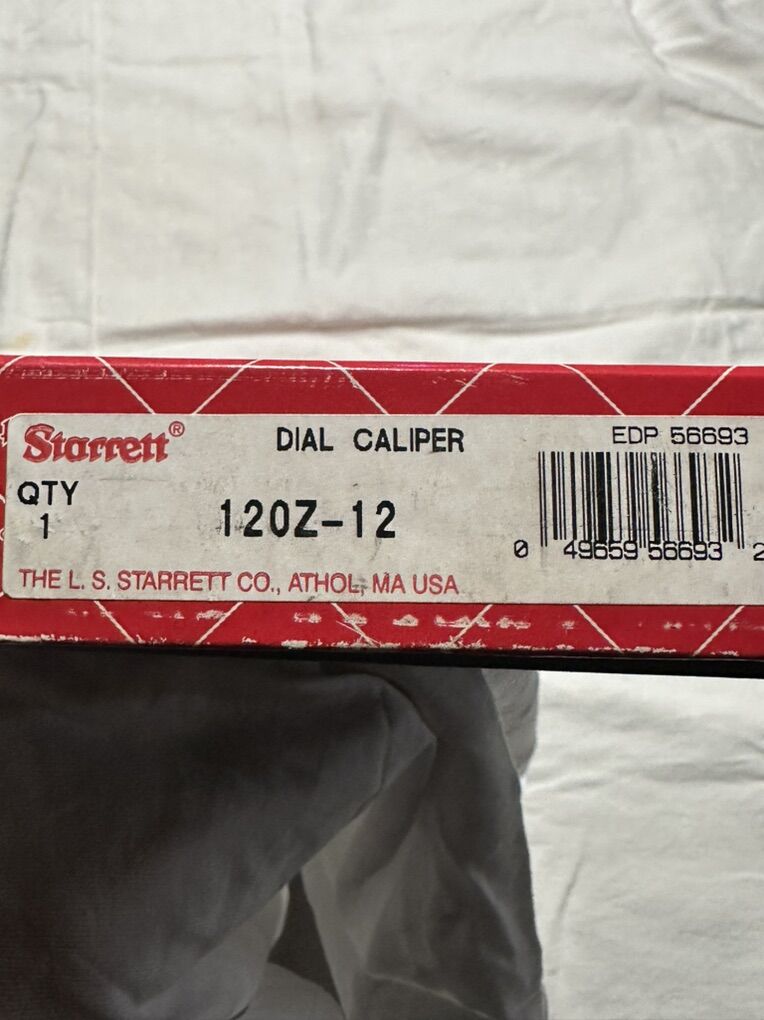 Starrett® DIAL CALIPER EDP 56693
QTY
1
120Z-12
0 49659 56693 2
THE L. S. STARRETT CO., ATHOL, MA USA